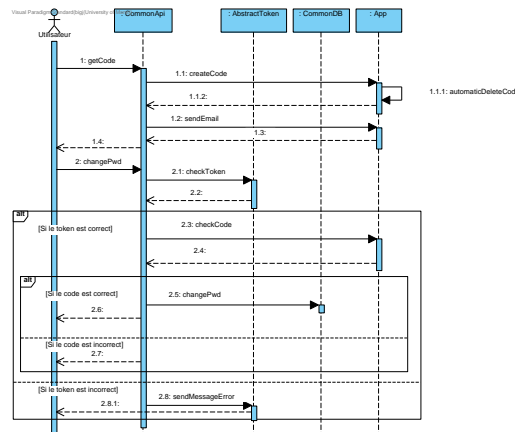 Visual Paradigm Standard(sgj(University of
Utilisateur
: CommonApi
: AbstractToken
: CommonDB
: App
1: getCode
1.1: createCode
1.1.1: automaticDeleteCod
1.1.2:
1.2: sendEmail
1.3:
1.4:
2: changePwd
2.1: checkToken
2.2:
alt
[Si le token est correct]
2.3: checkCode
2.4:
alt
[Si le code est correct]
2.5: changePwd
2.6:
[Si le code est incorrect]
2.7:
[Si le token est incorrect]
2.8: sendMessageError
2.8.1: